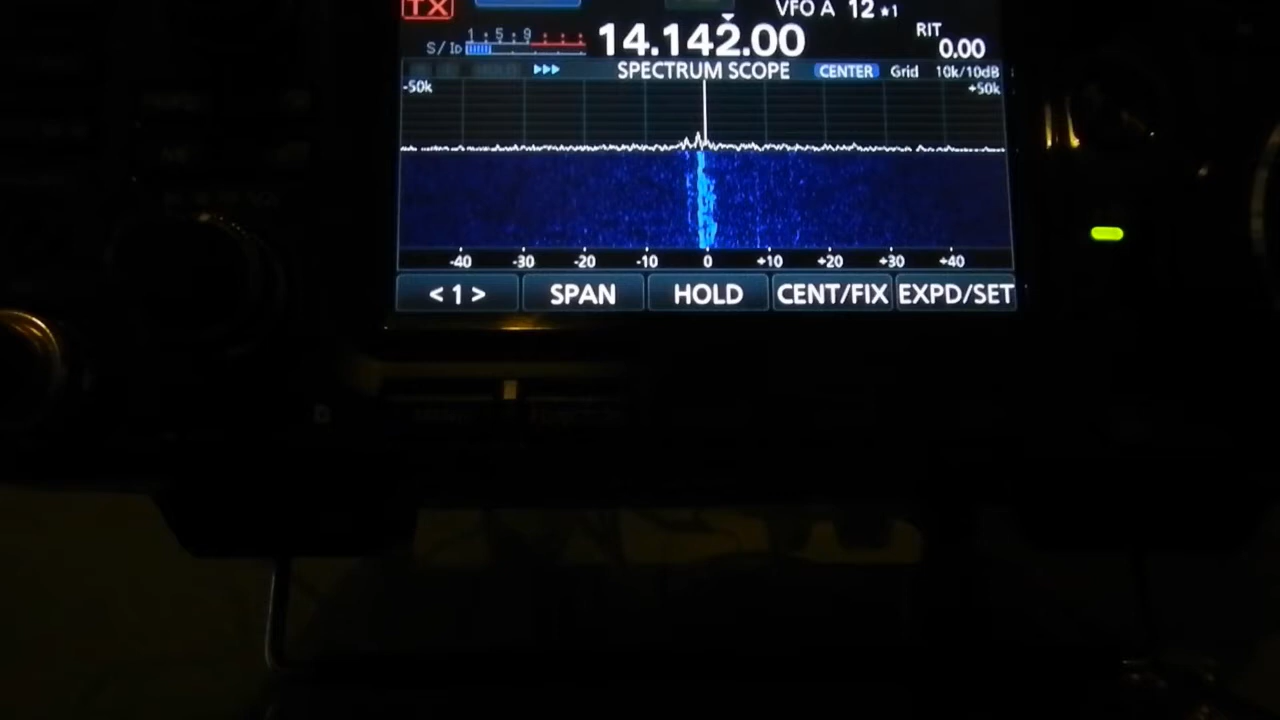 TX
VFO A 12★1
14.142.00
RIT
0.00
S/ID 1・5・9
SPECTRUM SCOPE CENTER Grid 10k/10dB
-50k +50k
-40 -30 -20 -10 0 +10 +20 +30 +40
< 1 > SPAN HOLD CENT/FIX EXPD/SET